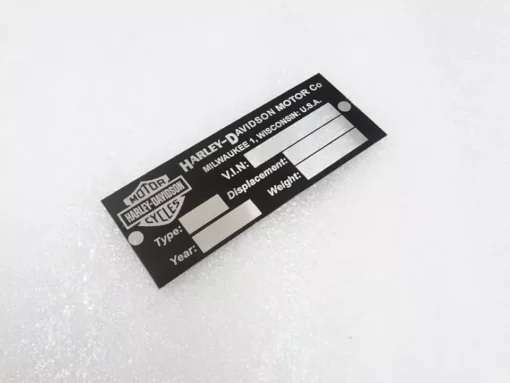 HARLEY-DAVIDSON MOTOR Co
MILWAUKEE 1, WISCONSIN: U.S.A.
V.I.N:
MOTOR
HARLEY-DAVIDSON
CYCLES
Type:
Displacement:
Year:
Weight: